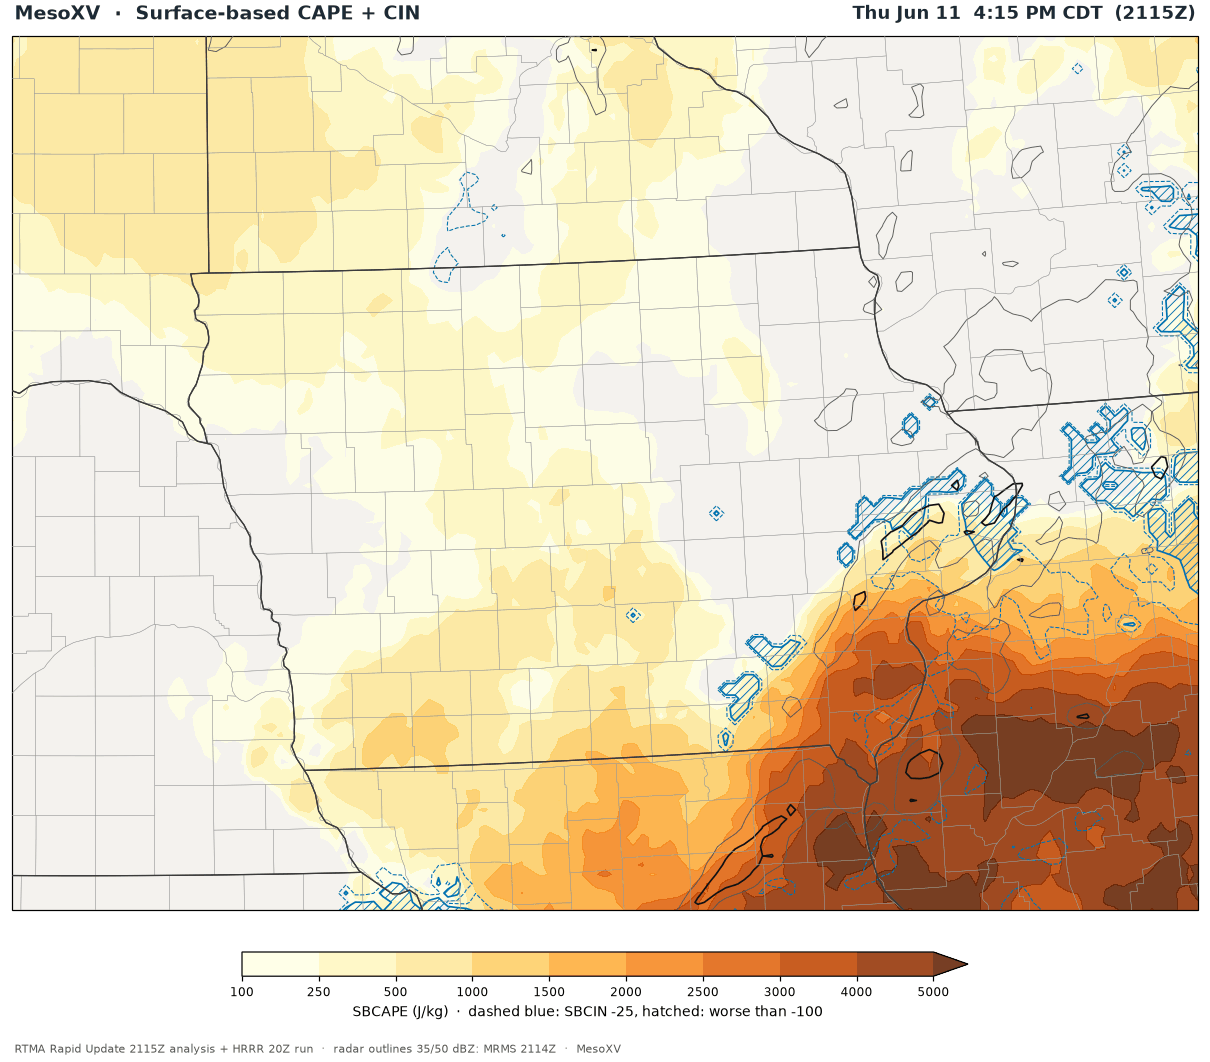 MesoXV · Surface-based CAPE + CIN
Thu Jun 11 4:15 PM CDT (2115Z)
100 250 500 1000 1500 2000 2500 3000 4000 5000
SBCAPE (J/kg) · dashed blue: SBCIN -25, hatched: worse than -100
RTMA Rapid Update 2115Z analysis + HRRR 20Z run · radar outlines 35/50 dBZ: MRMS 2114Z · MesoXV